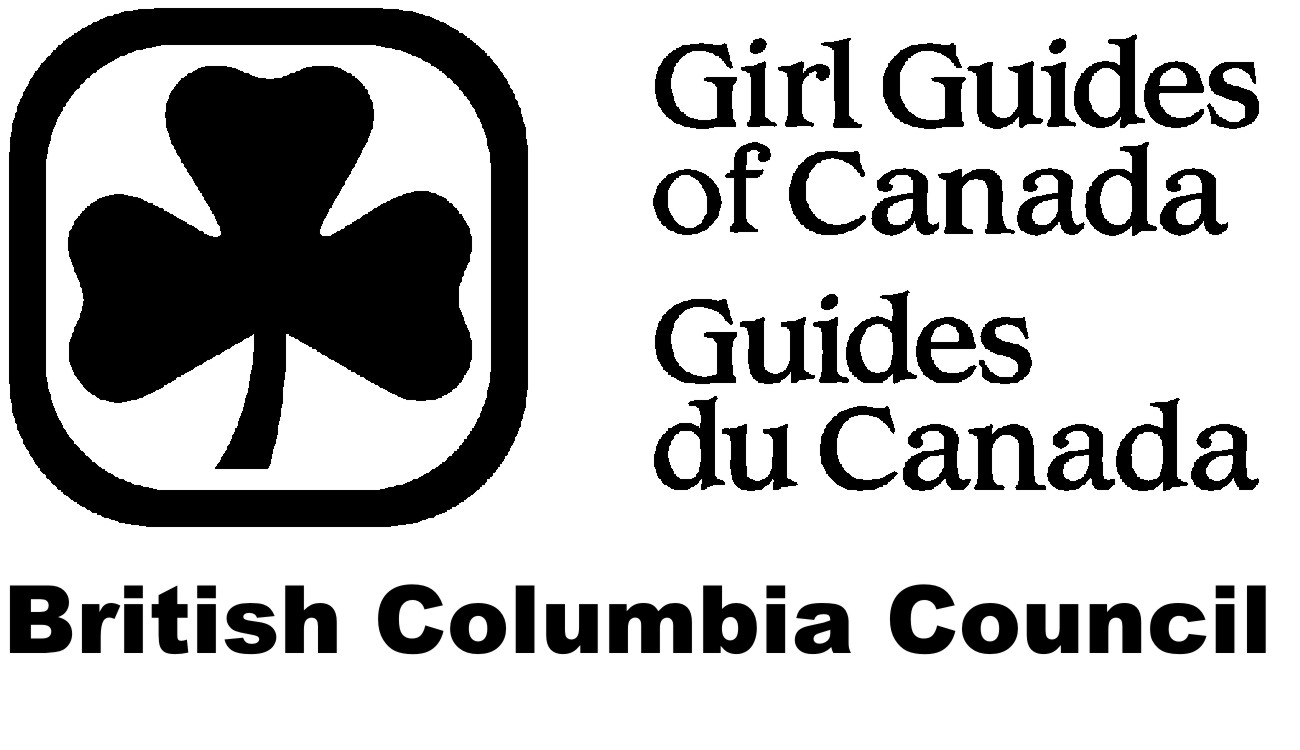 Girl Guides
of Canada
Guides
du Canada
British Columbia Council